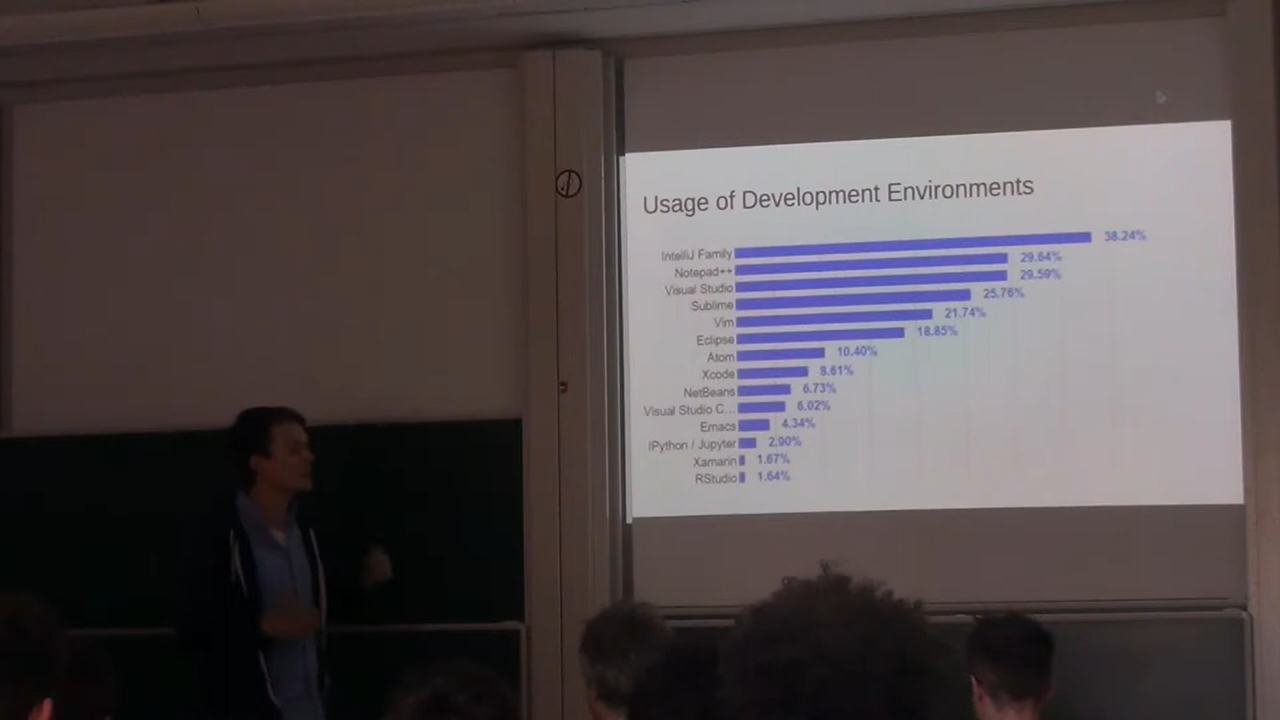 Usage of Development Environments
IntelliJ Family 38.24%
Notepad++ 29.64%
Visual Studio 29.59%
Sublime 25.76%
Vim 21.74%
Eclipse 18.85%
Atom 10.40%
Xcode 8.61%
NetBeans 6.73%
Visual Studio C... 6.02%
Emacs 4.34%
IPython / Jupyter 2.90%
Xamarin 1.67%
RStudio 1.64%